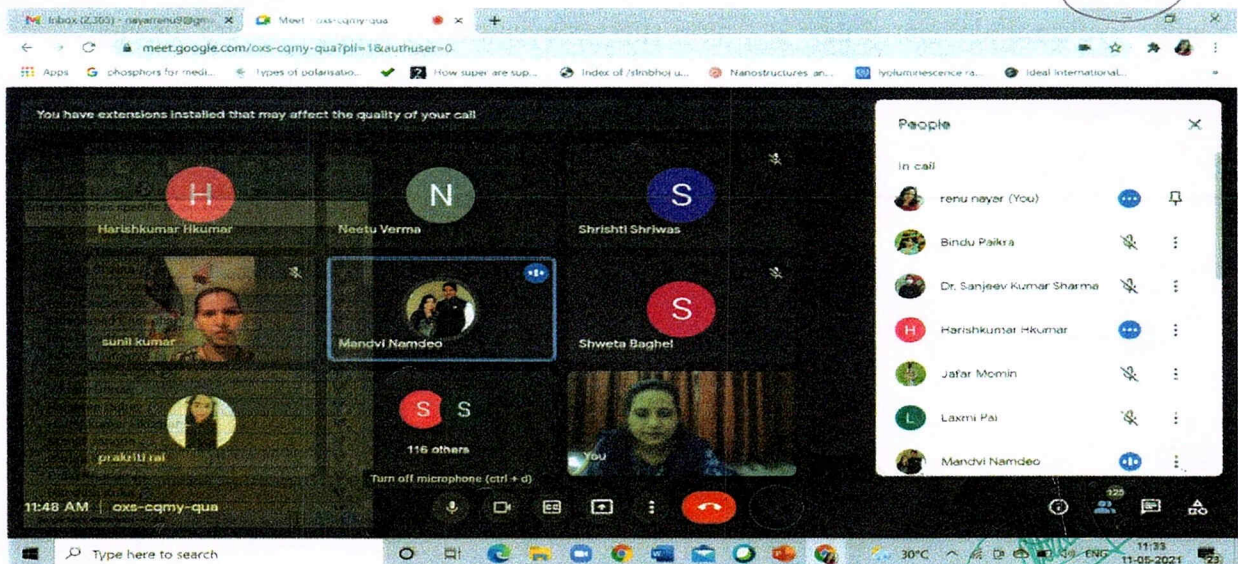 Inbox (2,303) - nayarrenu9@gm
Meet - oxs-cqmy-qua
meet.google.com/oxs-cqmy-qua?pli=1&authuser=0
Apps
phosphors for medi...
Types of polarisatio...
How super are sup...
Index of /slmbhoj u...
Nanostructures an...
lyoluminescence ra...
Ideal International...
You have extensions installed that may affect the quality of your call
People
In call
renu nayar (You)
Bindu Paikra
Dr. Sanjeev Kumar Sharma
H
Harishkumar Hkumar
Jafar Momin
L
Laxmi Pal
Mandvi Namdeo
H
Harishkumar Hkumar
N
Neetu Verma
S
Shrishti Shriwas
sunil kumar
Mandvi Namdeo
S
Shweta Baghel
prakriti rai
S S
116 others
You
Turn off microphone (ctrl + d)
11:48 AM | oxs-cqmy-qua
125
Type here to search
30°C
ENG
11:33
11-05-2021
23